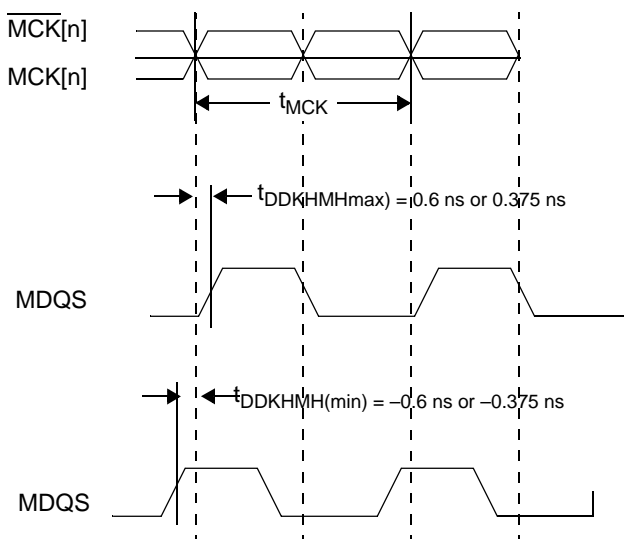 M̅C̅K̅[n]
MCK[n]
tMCK
tDDKHMHmax) = 0.6 ns or 0.375 ns
MDQS
tDDKHMH(min) = –0.6 ns or –0.375 ns
MDQS